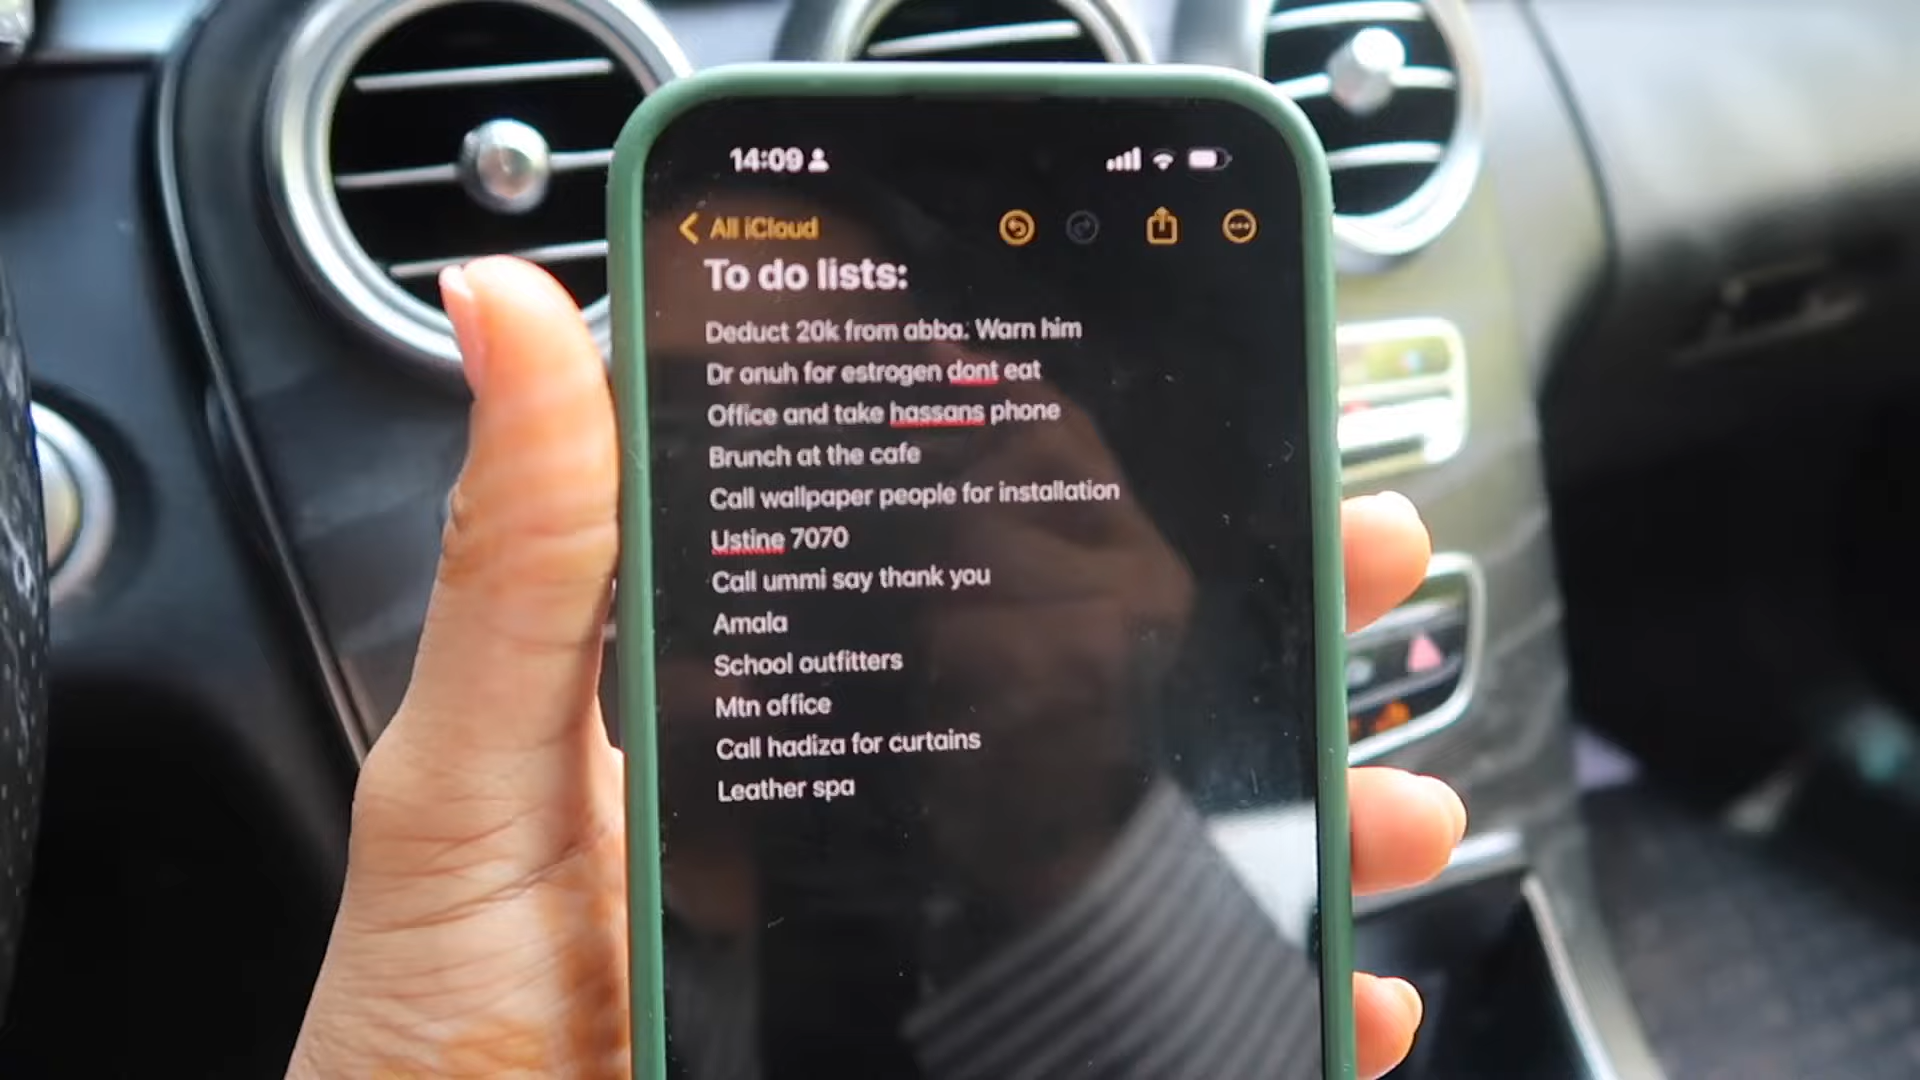 14:09
All iCloud
To do lists:
Deduct 20k from abba. Warn him
Dr onuh for estrogen dont eat
Office and take hassans phone
Brunch at the cafe
Call wallpaper people for installation
Ustine 7070
Call ummi say thank you
Amala
School outfitters
Mtn office
Call hadiza for curtains
Leather spa